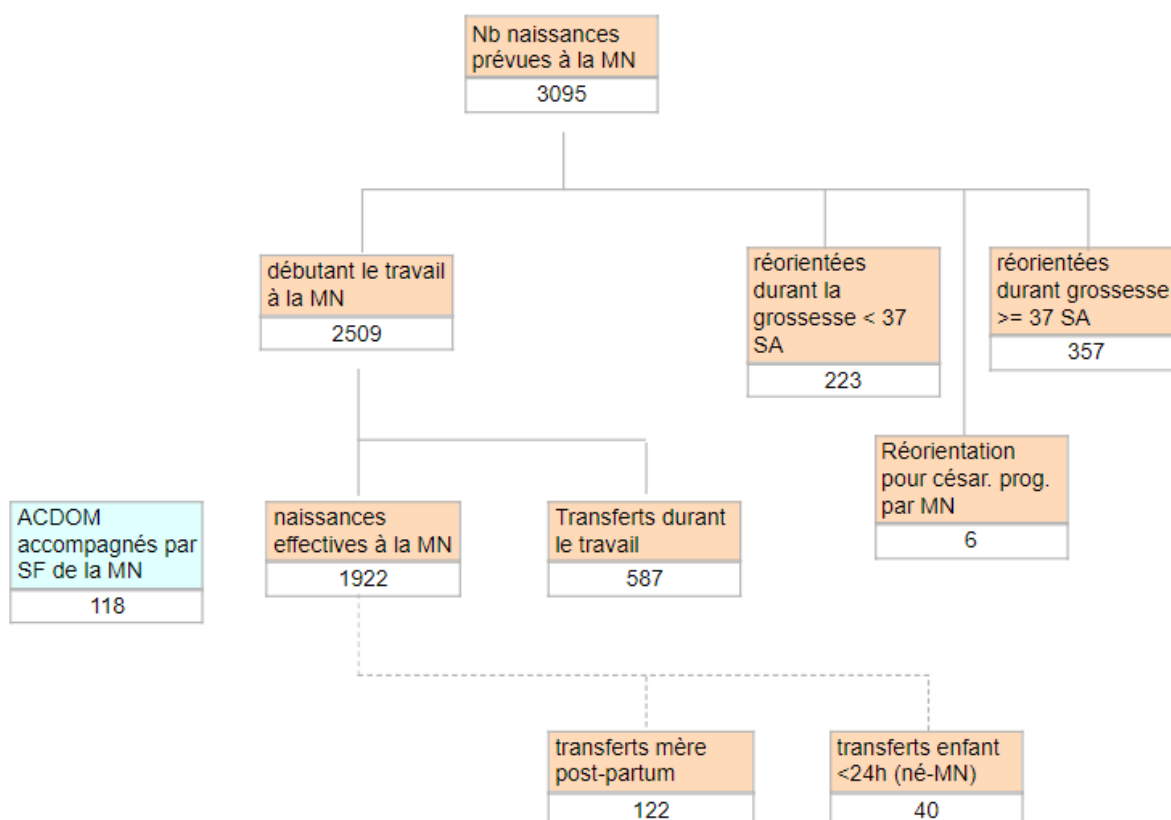 Nb naissances
prévues à la MN
3095
débutant le travail
à la MN
2509
réorientées
durant la
grossesse < 37
SA
223
réorientées
durant grossesse
>= 37 SA
357
Réorientation
pour césar. prog.
par MN
6
ACDOM
accompagnés par
SF de la MN
118
naissances
effectives à la MN
1922
Transferts durant
le travail
587
transferts mère
post-partum
122
transferts enfant
<24h (né-MN)
40